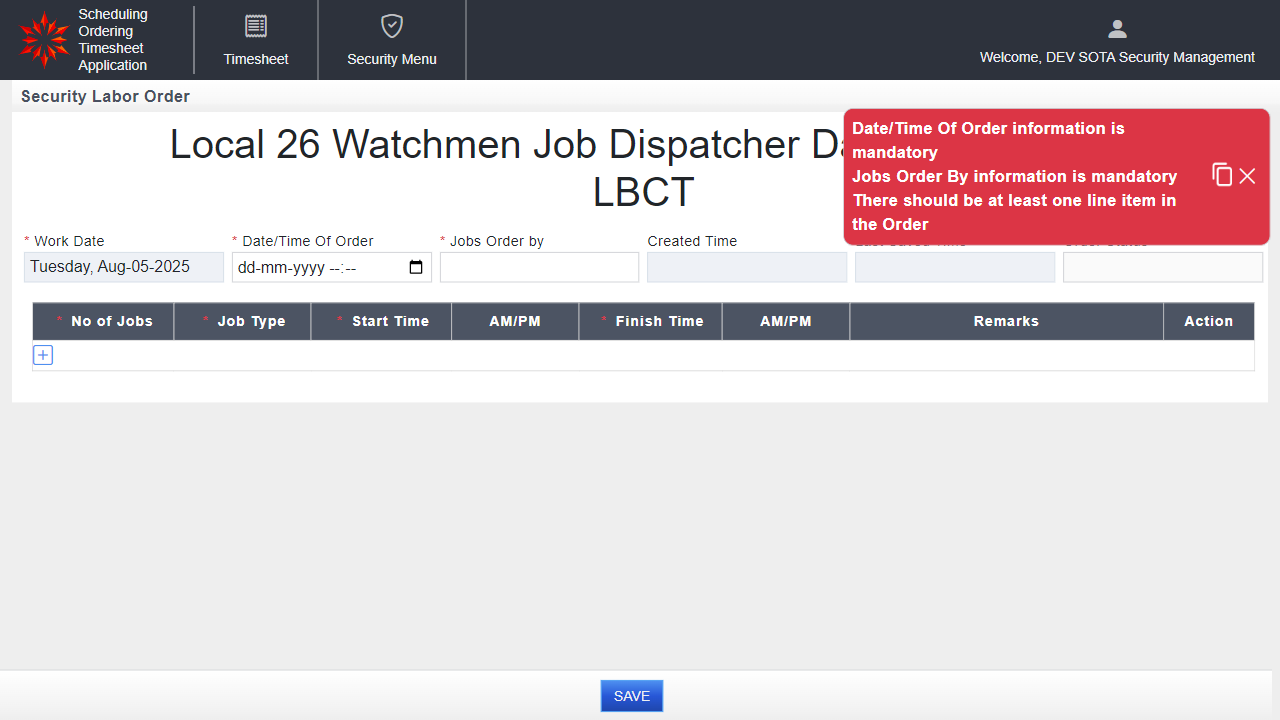 Scheduling
Ordering
Timesheet
Application
Timesheet
Security Menu
Welcome, DEV SOTA Security Management
Security Labor Order
Local 26 Watchmen Job Dispatcher
LBCT
Date/Time Of Order information is
mandatory
Jobs Order By information is mandatory
There should be at least one line item in
the Order
* Work Date
* Date/Time Of Order
* Jobs Order by
Created Time
Tuesday, Aug-05-2025
dd-mm-yyyy --:--
* No of Jobs
* Job Type
* Start Time
AM/PM
* Finish Time
AM/PM
Remarks
Action
SAVE